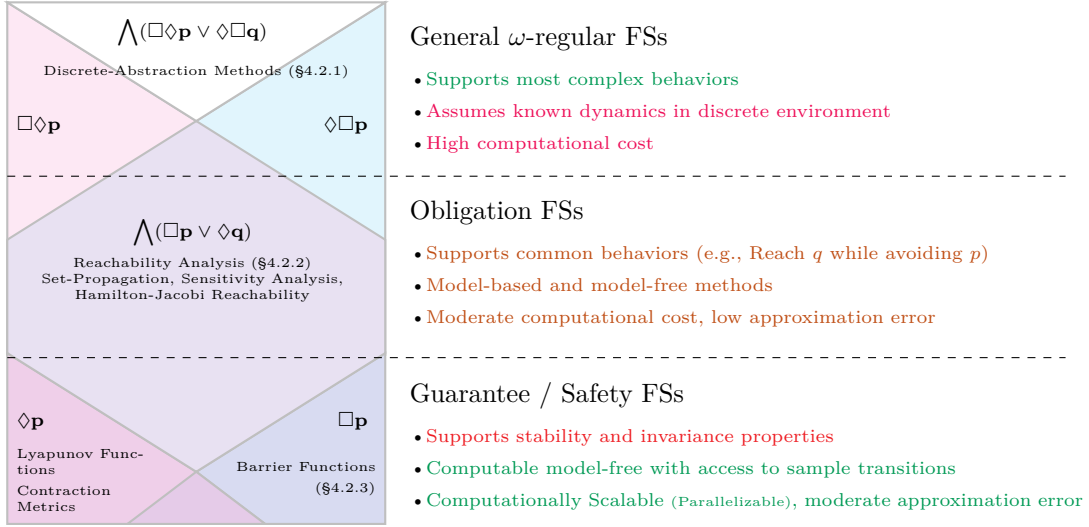 ⋀(□◊p ∨ ◊□q)
Discrete-Abstraction Methods (§4.2.1)
□◊p
◊□p
General ω-regular FSs
• Supports most complex behaviors
• Assumes known dynamics in discrete environment
• High computational cost
⋀(□p ∨ ◊q)
Reachability Analysis (§4.2.2)
Set-Propagation, Sensitivity Analysis,
Hamilton-Jacobi Reachability
Obligation FSs
• Supports common behaviors (e.g., Reach q while avoiding p)
• Model-based and model-free methods
• Moderate computational cost, low approximation error
◊p
Lyapunov Func-
tions
Contraction
Metrics
□p
Barrier Functions
(§4.2.3)
Guarantee / Safety FSs
• Supports stability and invariance properties
• Computable model-free with access to sample transitions
• Computationally Scalable (Parallelizable), moderate approximation error